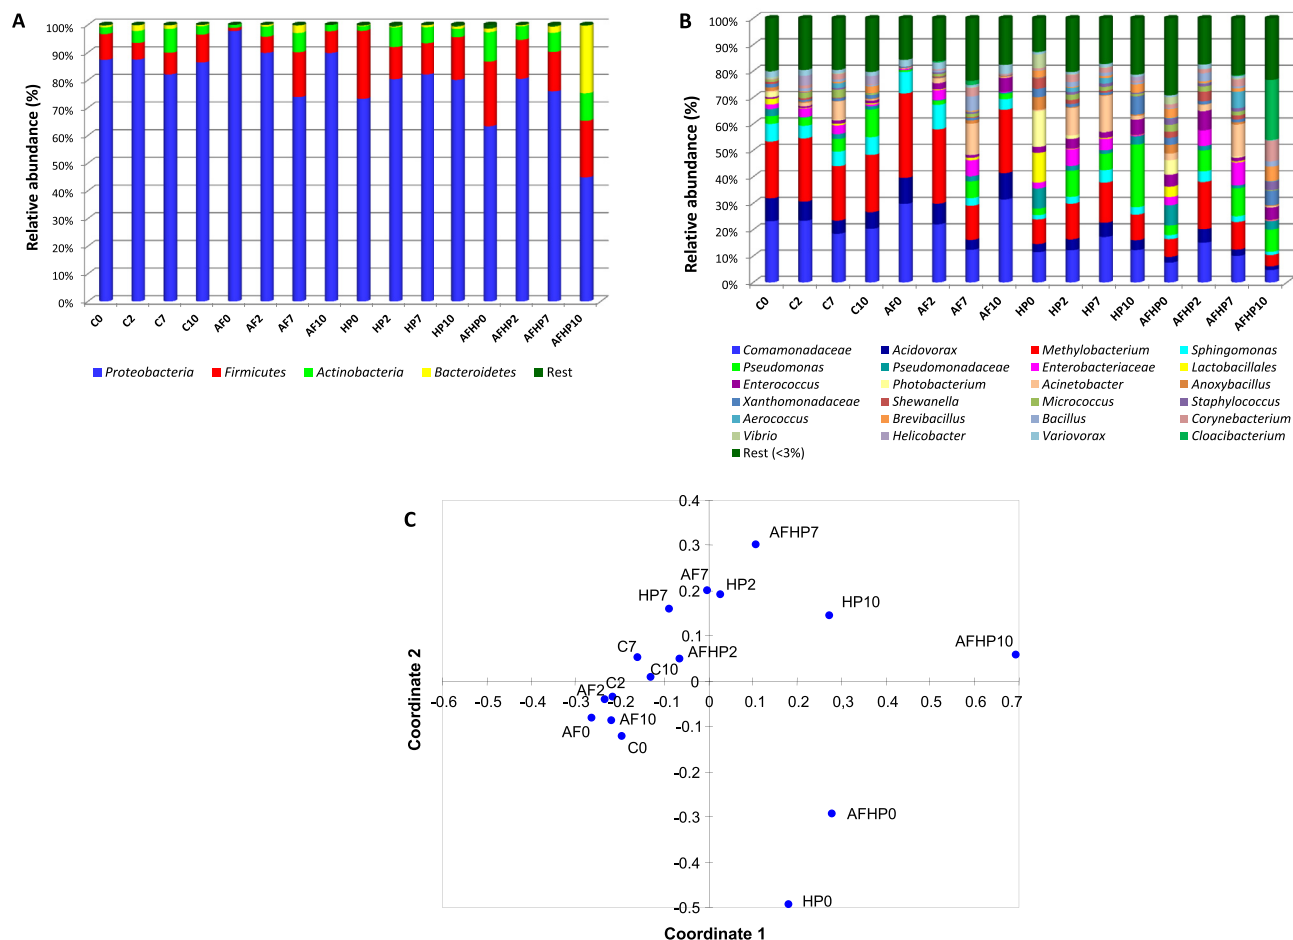 A
Relative abundance (%)
100%
90%
80%
70%
60%
50%
40%
30%
20%
10%
0%
C0 C2 C7 C10 AF0 AF2 AF7 AF10 HP0 HP2 HP7 HP10 AFHP0 AFHP2 AFHP7 AFHP10
Proteobacteria Firmicutes Actinobacteria Bacteroidetes Rest
B
Relative abundance (%)
100%
90%
80%
70%
60%
50%
40%
30%
20%
10%
0%
C0 C2 C7 C10 AF0 AF2 AF7 AF10 HP0 HP2 HP7 HP10 AFHP0 AFHP2 AFHP7 AFHP10
Comamonadaceae Acidovorax Methylobacterium Sphingomonas
Pseudomonas Pseudomonadaceae Enterobacteriaceae Lactobacillales
Enterococcus Photobacterium Acinetobacter Anoxybacillus
Xanthomonadaceae Shewanella Micrococcus Staphylococcus
Aerococcus Brevibacillus Bacillus Corynebacterium
Vibrio Helicobacter Variovorax Cloacibacterium
Rest (<3%)
C
Coordinate 2
0.4
0.3
0.2
0.1
0
-0.1
-0.2
-0.3
-0.4
-0.5
AFHP7
AF7
HP2
HP7
HP10
C7
AFHP2
AFHP10
C10
AF2
C2
AF0
AF10
C0
AFHP0
HP0
-0.6 -0.5 -0.4 -0.3 -0.2 -0.1 0 0.1 0.2 0.3 0.4 0.5 0.6 0.7
Coordinate 1